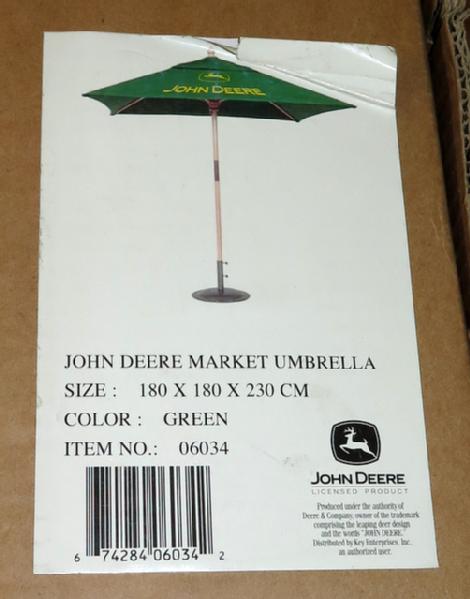 JOHN DEERE
JOHN DEERE MARKET UMBRELLA
SIZE : 180 X 180 X 230 CM
COLOR : GREEN
ITEM NO.: 06034
6 74284 06034 2
JOHN DEERE
LICENSED PRODUCT
Produced under the authority of
Deere & Company, owner of the trademark
comprising the leaping deer design
and the words "JOHN DEERE.
Distributed by Key Enterprises, Inc.
an authorized user.